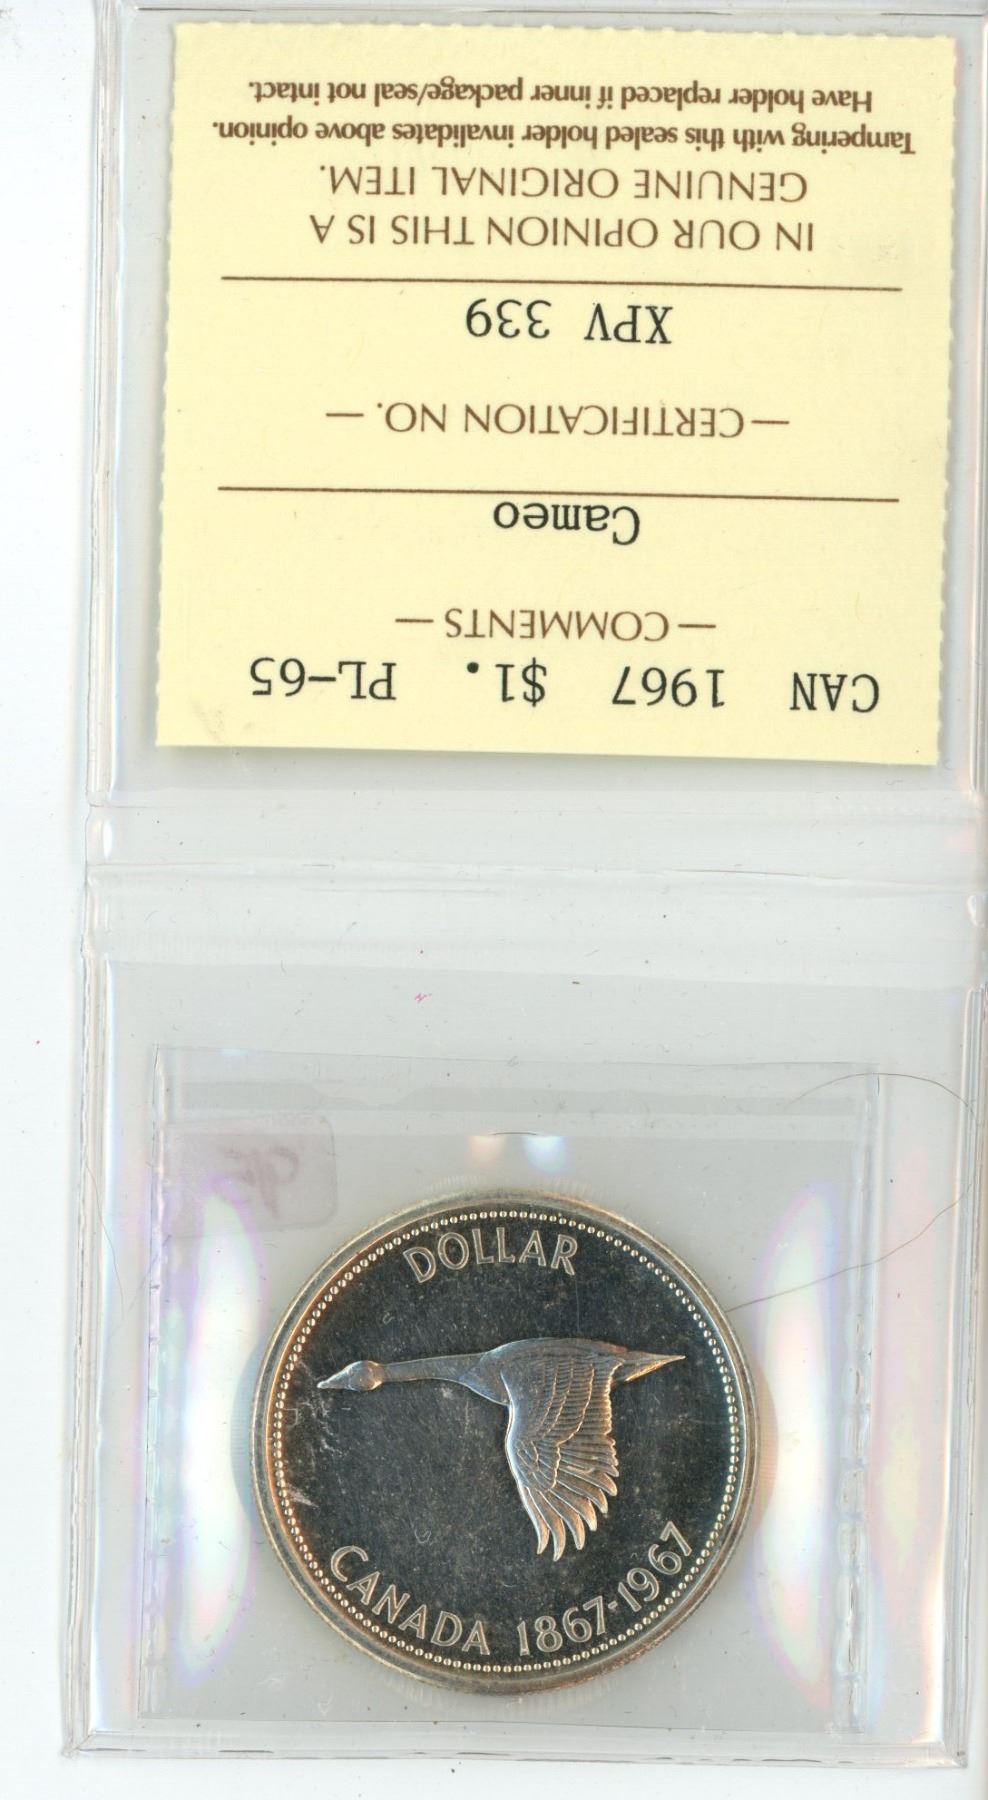 CAN 1967 $1. PL-65
— COMMENTS —
Cameo
— CERTIFICATION NO. —
XPV 339
IN OUR OPINION THIS IS A
GENUINE ORIGINAL ITEM.
Tampering with this sealed holder invalidates above opinion.
Have holder replaced if inner package/seal not intact.
DOLLAR
CANADA 1867-1967